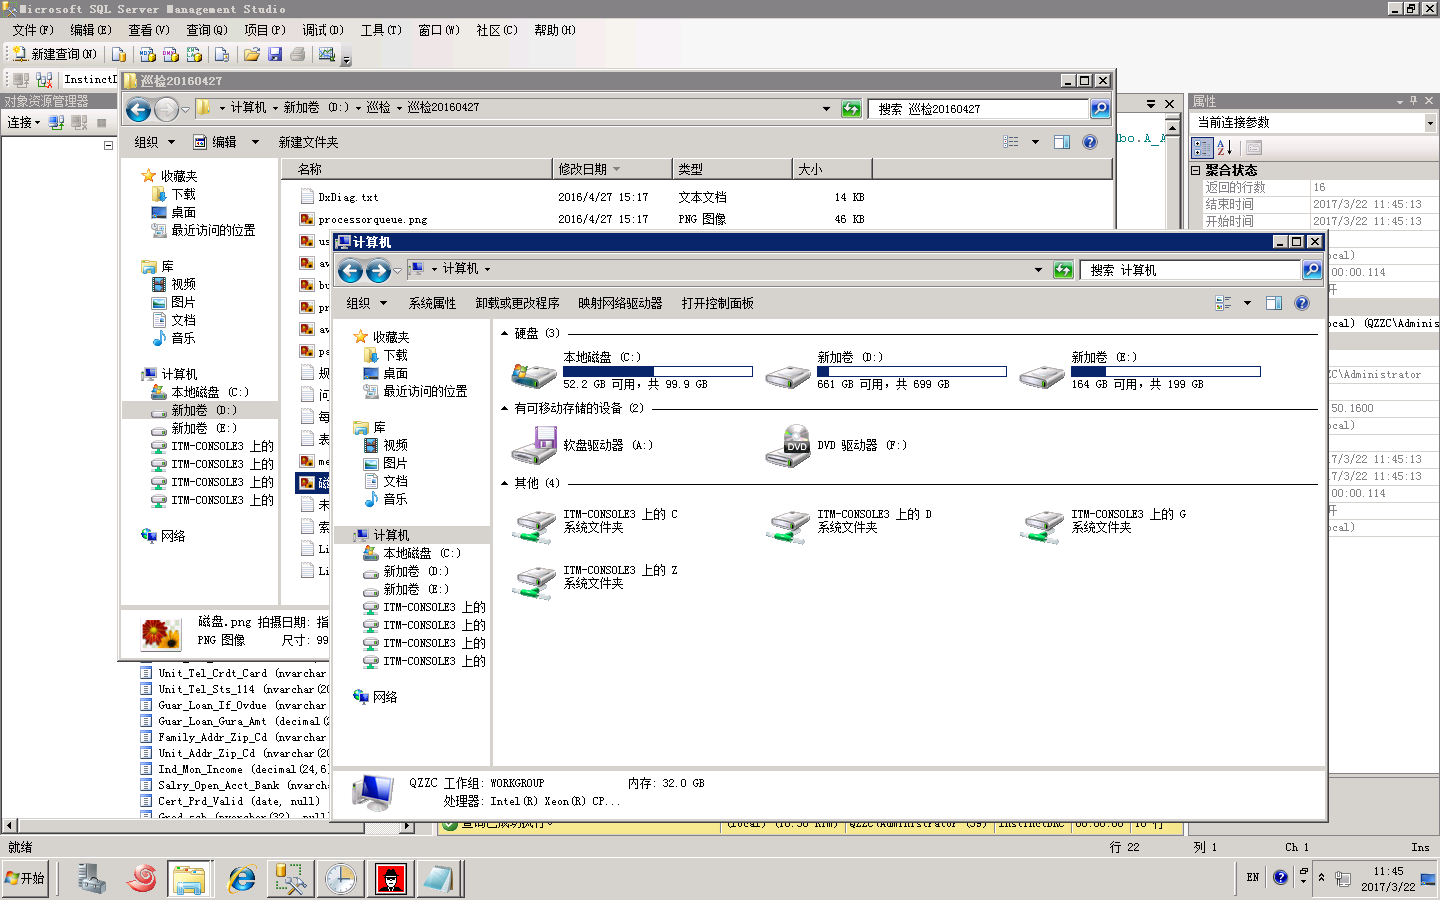 Microsoft SQL Server Management Studio
文件(F) 编辑(E) 查看(V) 查询(Q) 项目(P) 调试(D) 工具(T) 窗口(W) 社区(C) 帮助(H)
新建查询(N)
对象资源管理器
连接
巡检20160427
计算机 新加卷 (D:) 巡检 巡检20160427
搜索 巡检20160427
组织 编辑 新建文件夹
名称 修改日期 类型 大小
DxDiag.txt 2016/4/27 15:17 文本文档 14 KB
processorqueue.png 2016/4/27 15:17 PNG 图像 46 KB
收藏夹
下载
桌面
最近访问的位置
库
视频
图片
文档
音乐
计算机
本地磁盘 (C:)
新加卷 (D:)
新加卷 (E:)
ITM-CONSOLE3 上的
ITM-CONSOLE3 上的
ITM-CONSOLE3 上的
ITM-CONSOLE3 上的
网络
磁盘.png 拍摄日期: 指
PNG 图像 尺寸: 99
计算机
计算机
搜索 计算机
组织 系统属性 卸载或更改程序 映射网络驱动器 打开控制面板
收藏夹
下载
桌面
最近访问的位置
库
视频
图片
文档
音乐
计算机
本地磁盘 (C:)
新加卷 (D:)
新加卷 (E:)
ITM-CONSOLE3 上的
ITM-CONSOLE3 上的
ITM-CONSOLE3 上的
ITM-CONSOLE3 上的
网络
硬盘 (3)
本地磁盘 (C:)
52.2 GB 可用，共 99.9 GB
新加卷 (D:)
661 GB 可用，共 699 GB
新加卷 (E:)
164 GB 可用，共 199 GB
有可移动存储的设备 (2)
软盘驱动器 (A:)
DVD 驱动器 (F:)
其他 (4)
ITM-CONSOLE3 上的 C
系统文件夹
ITM-CONSOLE3 上的 D
系统文件夹
ITM-CONSOLE3 上的 G
系统文件夹
ITM-CONSOLE3 上的 Z
系统文件夹
QZZC 工作组: WORKGROUP 内存: 32.0 GB
处理器: Intel(R) Xeon(R) CP...
属性
当前连接参数
聚合状态
返回的行数 16
结束时间 2017/3/22 11:45:13
开始时间 2017/3/22 11:45:13
ocal)
00:00.114
开
ocal) (QZZC\Adminis
ZC\Administrator
50.1600
ocal)
17/3/22 11:45:13
17/3/22 11:45:13
00:00.114
开
ocal)
Unit_Tel_Crdt_Card (nvarchar
Unit_Tel_Sts_114 (nvarchar(20
Guar_Loan_If_Ovdue (nvarchar
Guar_Loan_Gura_Amt (decimal(2
Family_Addr_Zip_Cd (nvarchar
Unit_Addr_Zip_Cd (nvarchar(20
Ind_Mon_Income (decimal(24,6)
Salry_Open_Acct_Bank (nvarcha
Cert_Prd_Valid (date, null)
就绪 行 22 列 1 Ch 1 Ins
开始
EN
11:45
2017/3/22